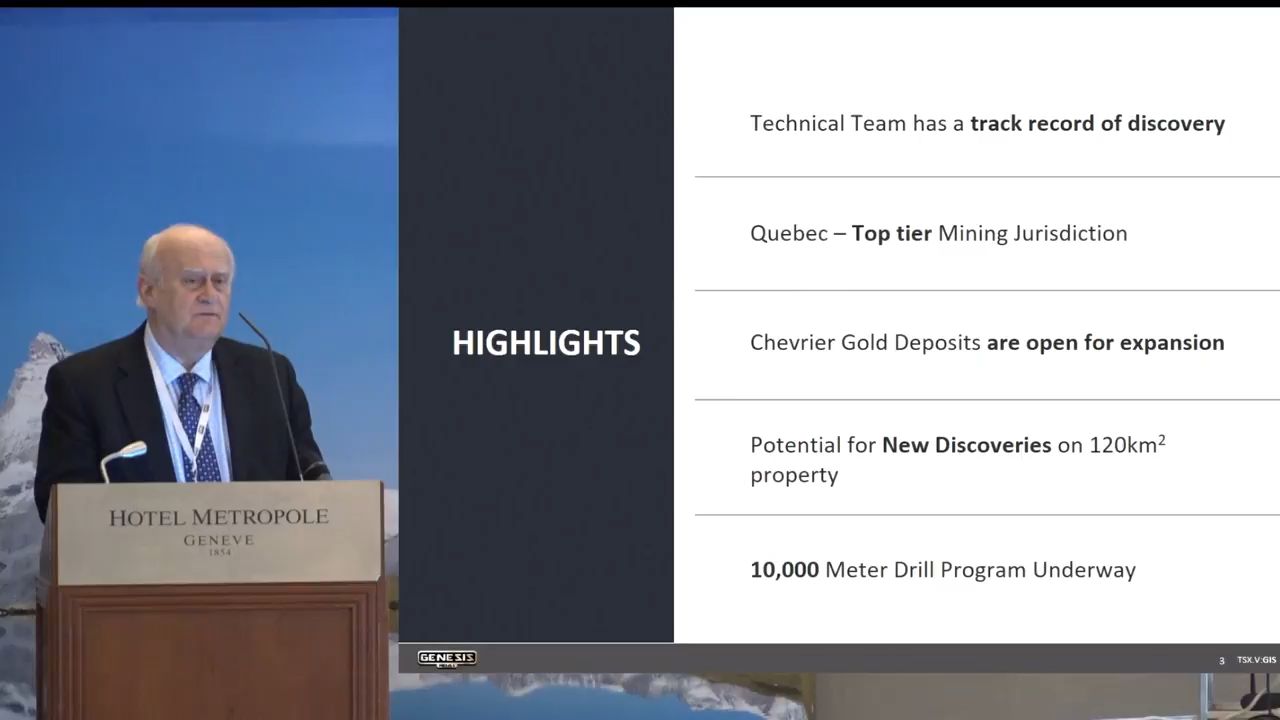 Technical Team has a track record of discovery
Quebec – Top tier Mining Jurisdiction
HIGHLIGHTS
Chevrier Gold Deposits are open for expansion
Potential for New Discoveries on 120km²
property
10,000 Meter Drill Program Underway
HOTEL METROPOLE
GENEVE
1854
GENESIS
3 TSX.V:GIS